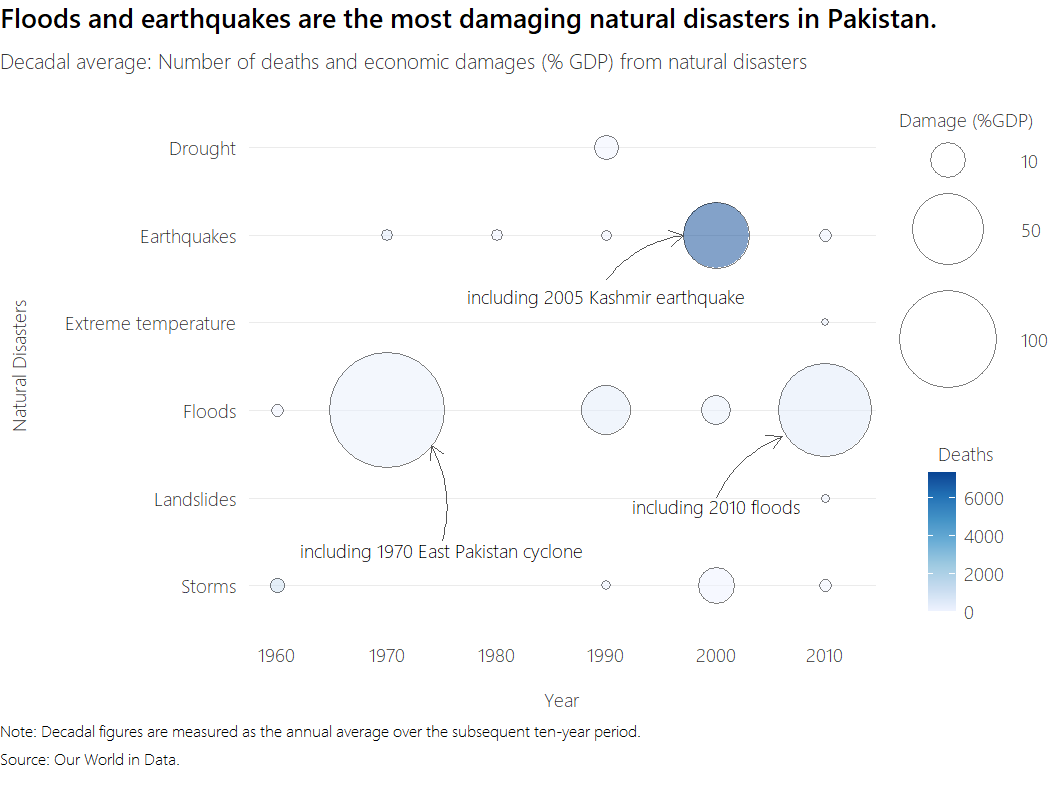 Floods and earthquakes are the most damaging natural disasters in Pakistan.
Decadal average: Number of deaths and economic damages (% GDP) from natural disasters
Damage (%GDP)
10
50
100
Deaths
6000
4000
2000
0
Natural Disasters
Drought
Earthquakes
including 2005 Kashmir earthquake
Extreme temperature
Floods
Landslides
including 2010 floods
including 1970 East Pakistan cyclone
Storms
1960 1970 1980 1990 2000 2010
Year
Note: Decadal figures are measured as the annual average over the subsequent ten-year period.
Source: Our World in Data.